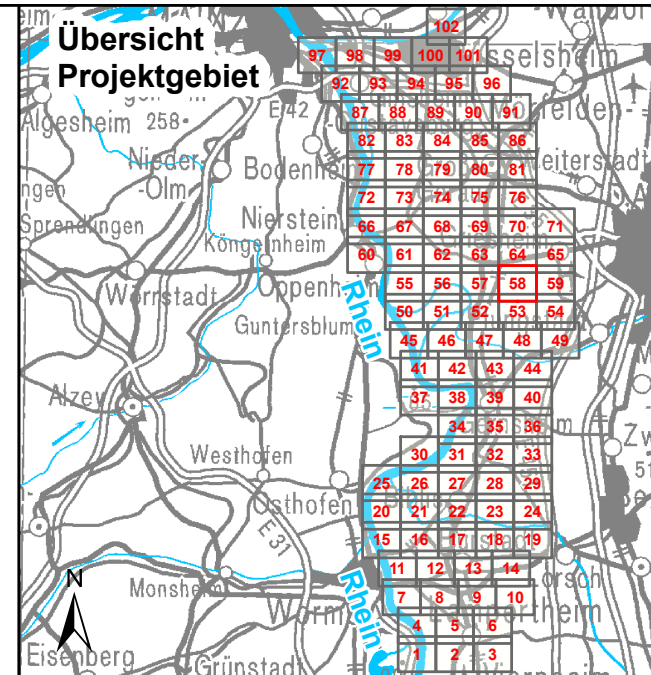 Übersicht
Projektgebiet
102
97 98 99 100 101
sselsheim
92 93 94 95 96
E 42
87 88 89 90 91
Algesheim 258
82 83 84 85 86
Nieder-
-Olm
Bodenheim
77 78 79 80 81
72 73 74 75 76
Nierstein
Sprendlingen
66 67 68 69 70 71
Köngernheim
60 61 62 63 64 65
Wörrstadt
Oppenheim
55 56 57 58 59
Rhein
50 51 52 53 54
Guntersblum
45 46 47 48 49
41 42 43 44
Alzey
37 38 39 40
34 35 36
Westhofen
30 31 32 33
25 26 27 28 29
Osthofen
20 21 22 23 24
E 31
15 16 17 18 19
11 12 13 14
orsch
N
Monsheim
Rhein
7 8 9 10
Worms
4 5 6
Eisenberg
Grünstadt
1 2 3